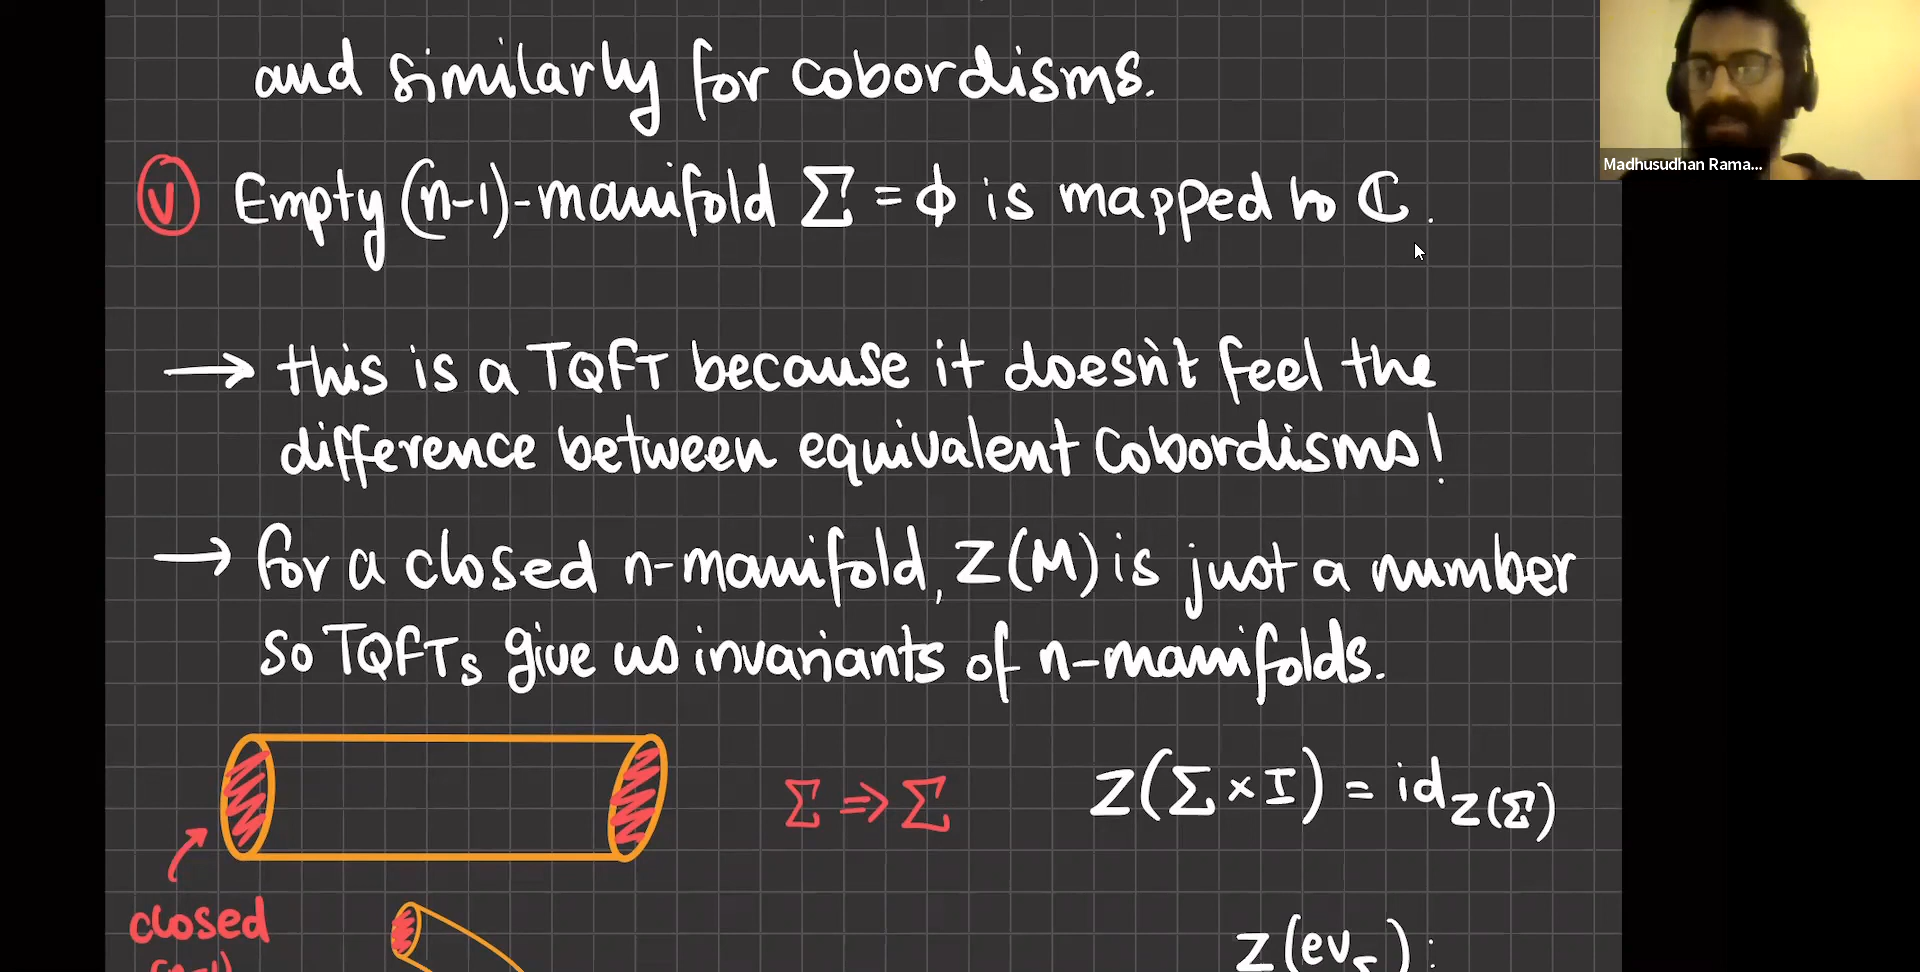 and similarly for cobordisms.
Madhusudhan Rama...
v Empty (n-1)-manifold Σ = ϕ is mapped to ℂ.
→ this is a TQFT because it doesn't feel the
difference between equivalent cobordisms!
→ for a closed n-manifold, Z(M) is just a number
so TQFTs give us invariants of n-manifolds.
Σ ⇒ Σ
Z(Σ × I) = id_Z(Σ)
closed
(n-1)
Z(ev_Σ):